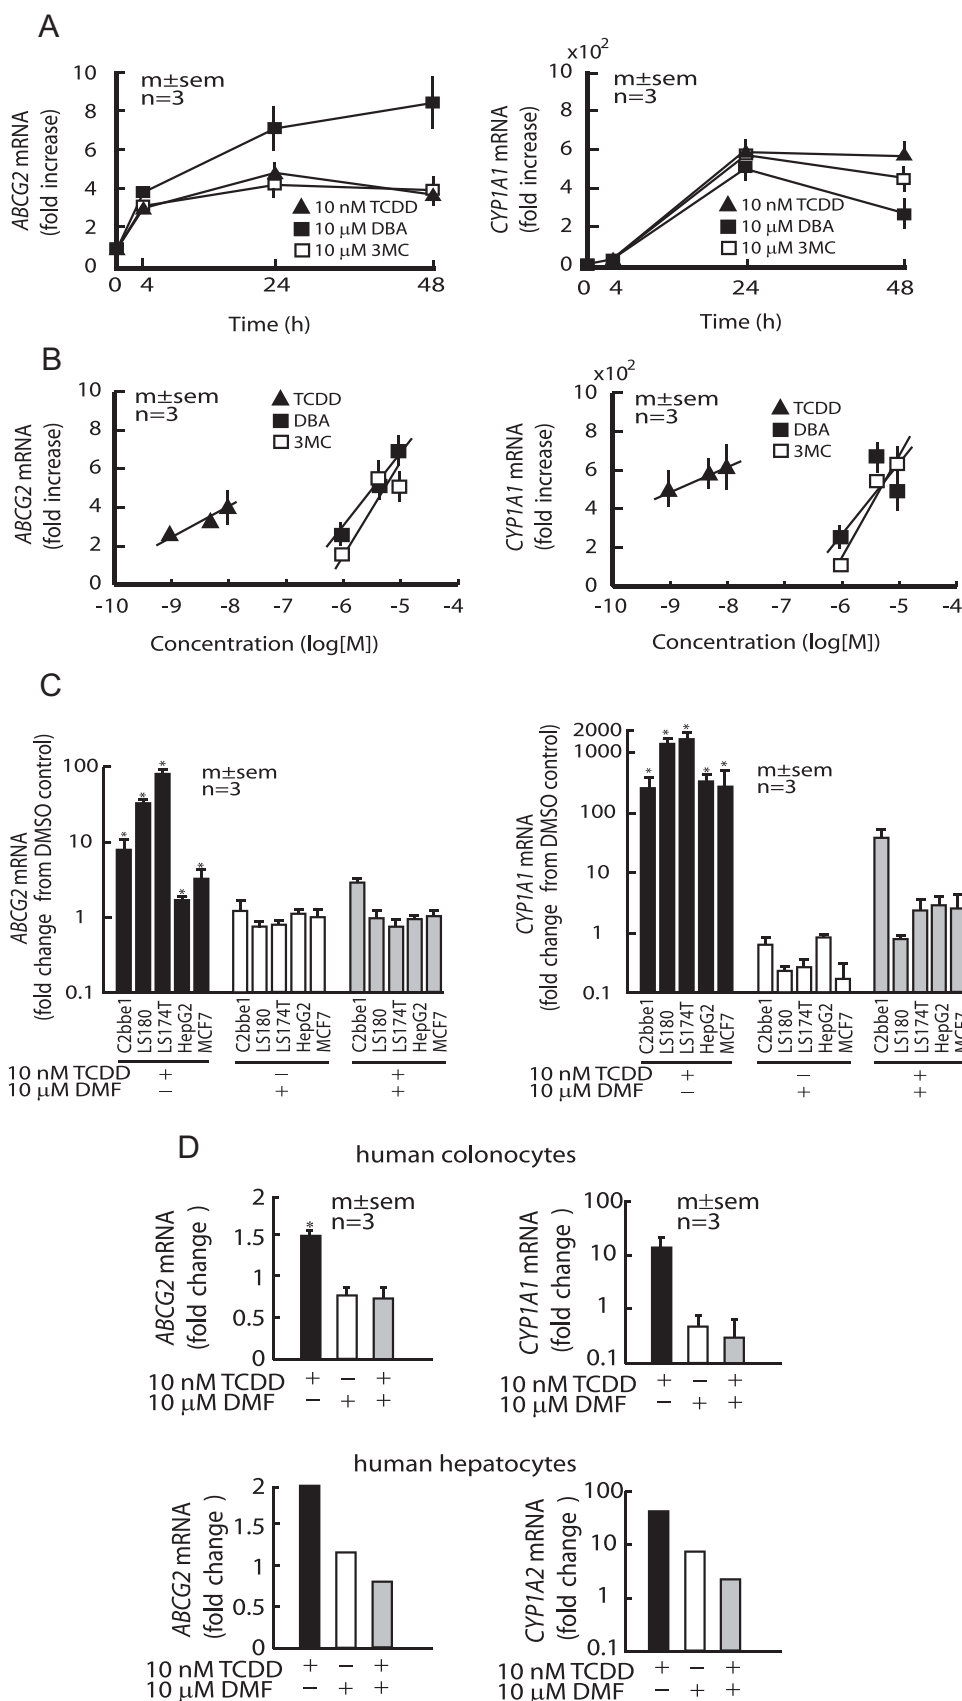 A
ABCG2 mRNA
(fold increase)
10
8
6
4
2
0
m±sem
n=3
10 nM TCDD
10 μM DBA
10 μM 3MC
0 4 24 48
Time (h)
CYP1A1 mRNA
(fold increase)
x10²
10
8
6
4
2
0
m±sem
n=3
10 nM TCDD
10 μM DBA
10 μM 3MC
0 4 24 48
Time (h)
B
ABCG2 mRNA
(fold increase)
10
8
6
4
2
0
m±sem
n=3
TCDD
DBA
3MC
-10 -9 -8 -7 -6 -5 -4
Concentration (log[M])
CYP1A1 mRNA
(fold increase)
x10²
10
8
6
4
2
0
m±sem
n=3
TCDD
DBA
3MC
-10 -9 -8 -7 -6 -5 -4
Concentration (log[M])
C
ABCG2 mRNA
(fold change from DMSO control)
100
10
1
0.1
m±sem
n=3
* * * * *
C2bbe1 LS180 LS174T HepG2 MCF7 C2bbe1 LS180 LS174T HepG2 MCF7 C2bbe1 LS180 LS174T HepG2 MCF7
10 nM TCDD + − +
10 μM DMF − + +
CYP1A1 mRNA
(fold change from DMSO control)
2000
1000
100
10
1
0.1
m±sem
n=3
* * * * *
C2bbe1 LS180 LS174T HepG2 MCF7 C2bbe1 LS180 LS174T HepG2 MCF7 C2bbe1 LS180 LS174T HepG2 MCF7
10 nM TCDD + − +
10 μM DMF − + +
D
human colonocytes
ABCG2 mRNA
(fold change )
2
1.5
1
0.5
0
m±sem
n=3
*
10 nM TCDD + − +
10 μM DMF − + +
CYP1A1 mRNA
(fold change )
100
10
1
0.1
m±sem
n=3
10 nM TCDD + − +
10 μM DMF − + +
human hepatocytes
ABCG2 mRNA
(fold change )
2
1.5
1
0.5
0
10 nM TCDD + − +
10 μM DMF − + +
CYP1A2 mRNA
(fold change )
100
10
1
0.1
10 nM TCDD + − +
10 μM DMF − + +